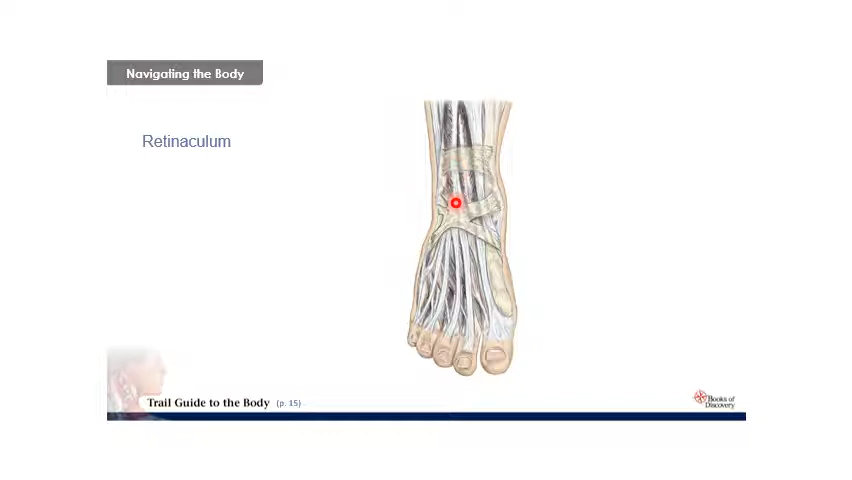 Navigating the Body
Retinaculum
Trail Guide to the Body (p. 15)
Books of
Discovery